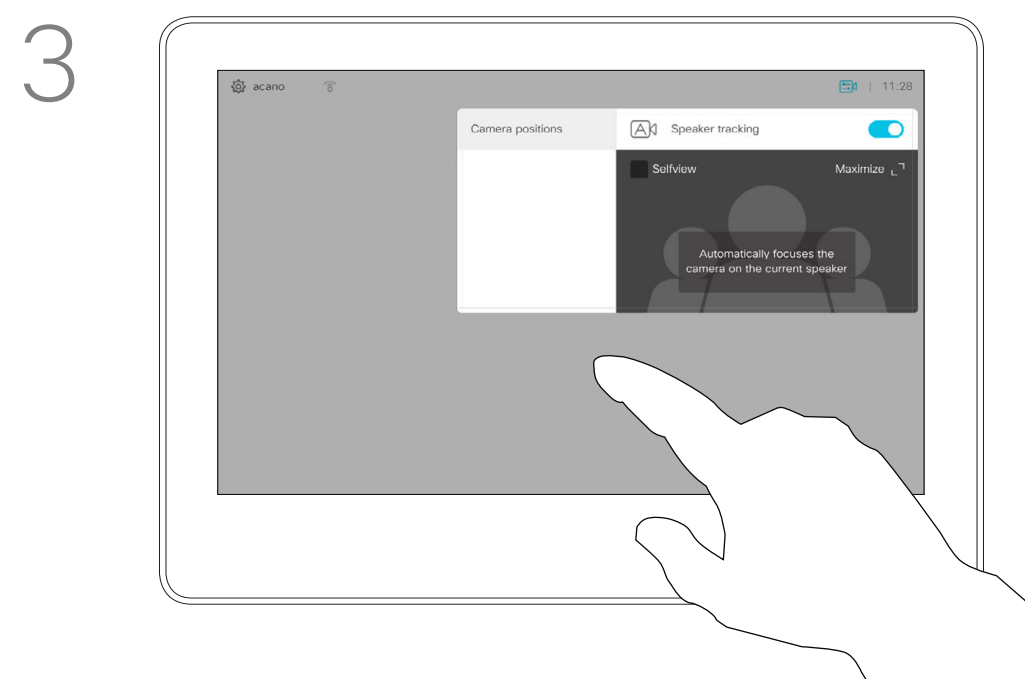 3
acano
11:28
Camera positions
A
Speaker tracking
Selfview
Maximize
Automatically focuses the
camera on the current speaker